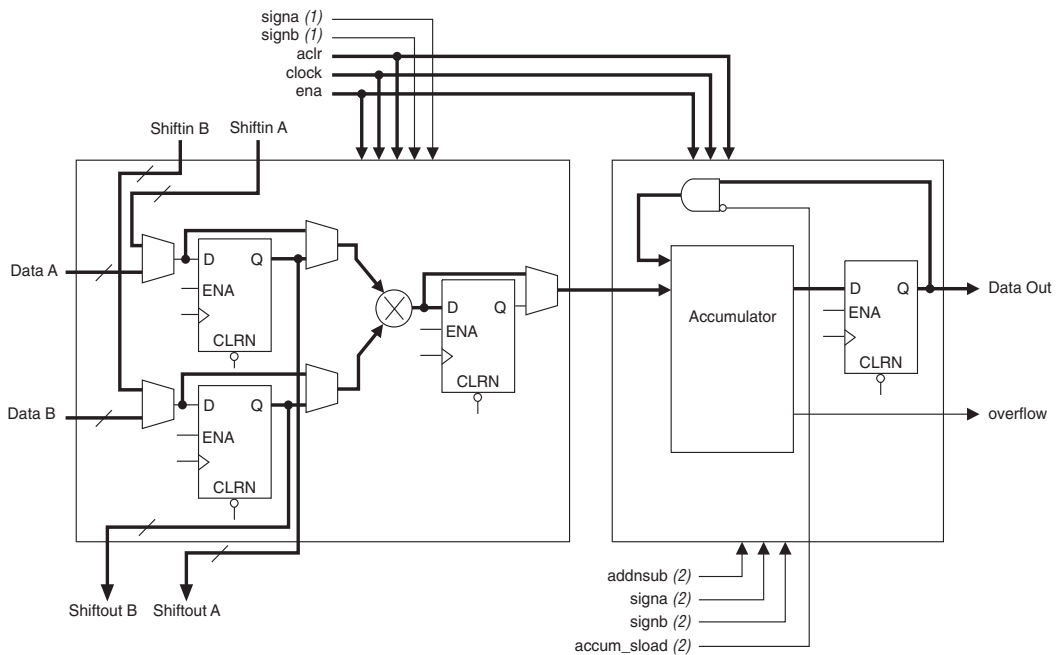 signa (1)
signb (1)
aclr
clock
ena
Shiftin B
Shiftin A
Data A
D Q
ENA
CLRN
D Q
ENA
CLRN
Accumulator
D Q
ENA
CLRN
Data Out
Data B
D Q
ENA
CLRN
overflow
Shiftout B
Shiftout A
addnsub (2)
signa (2)
signb (2)
accum_sload (2)